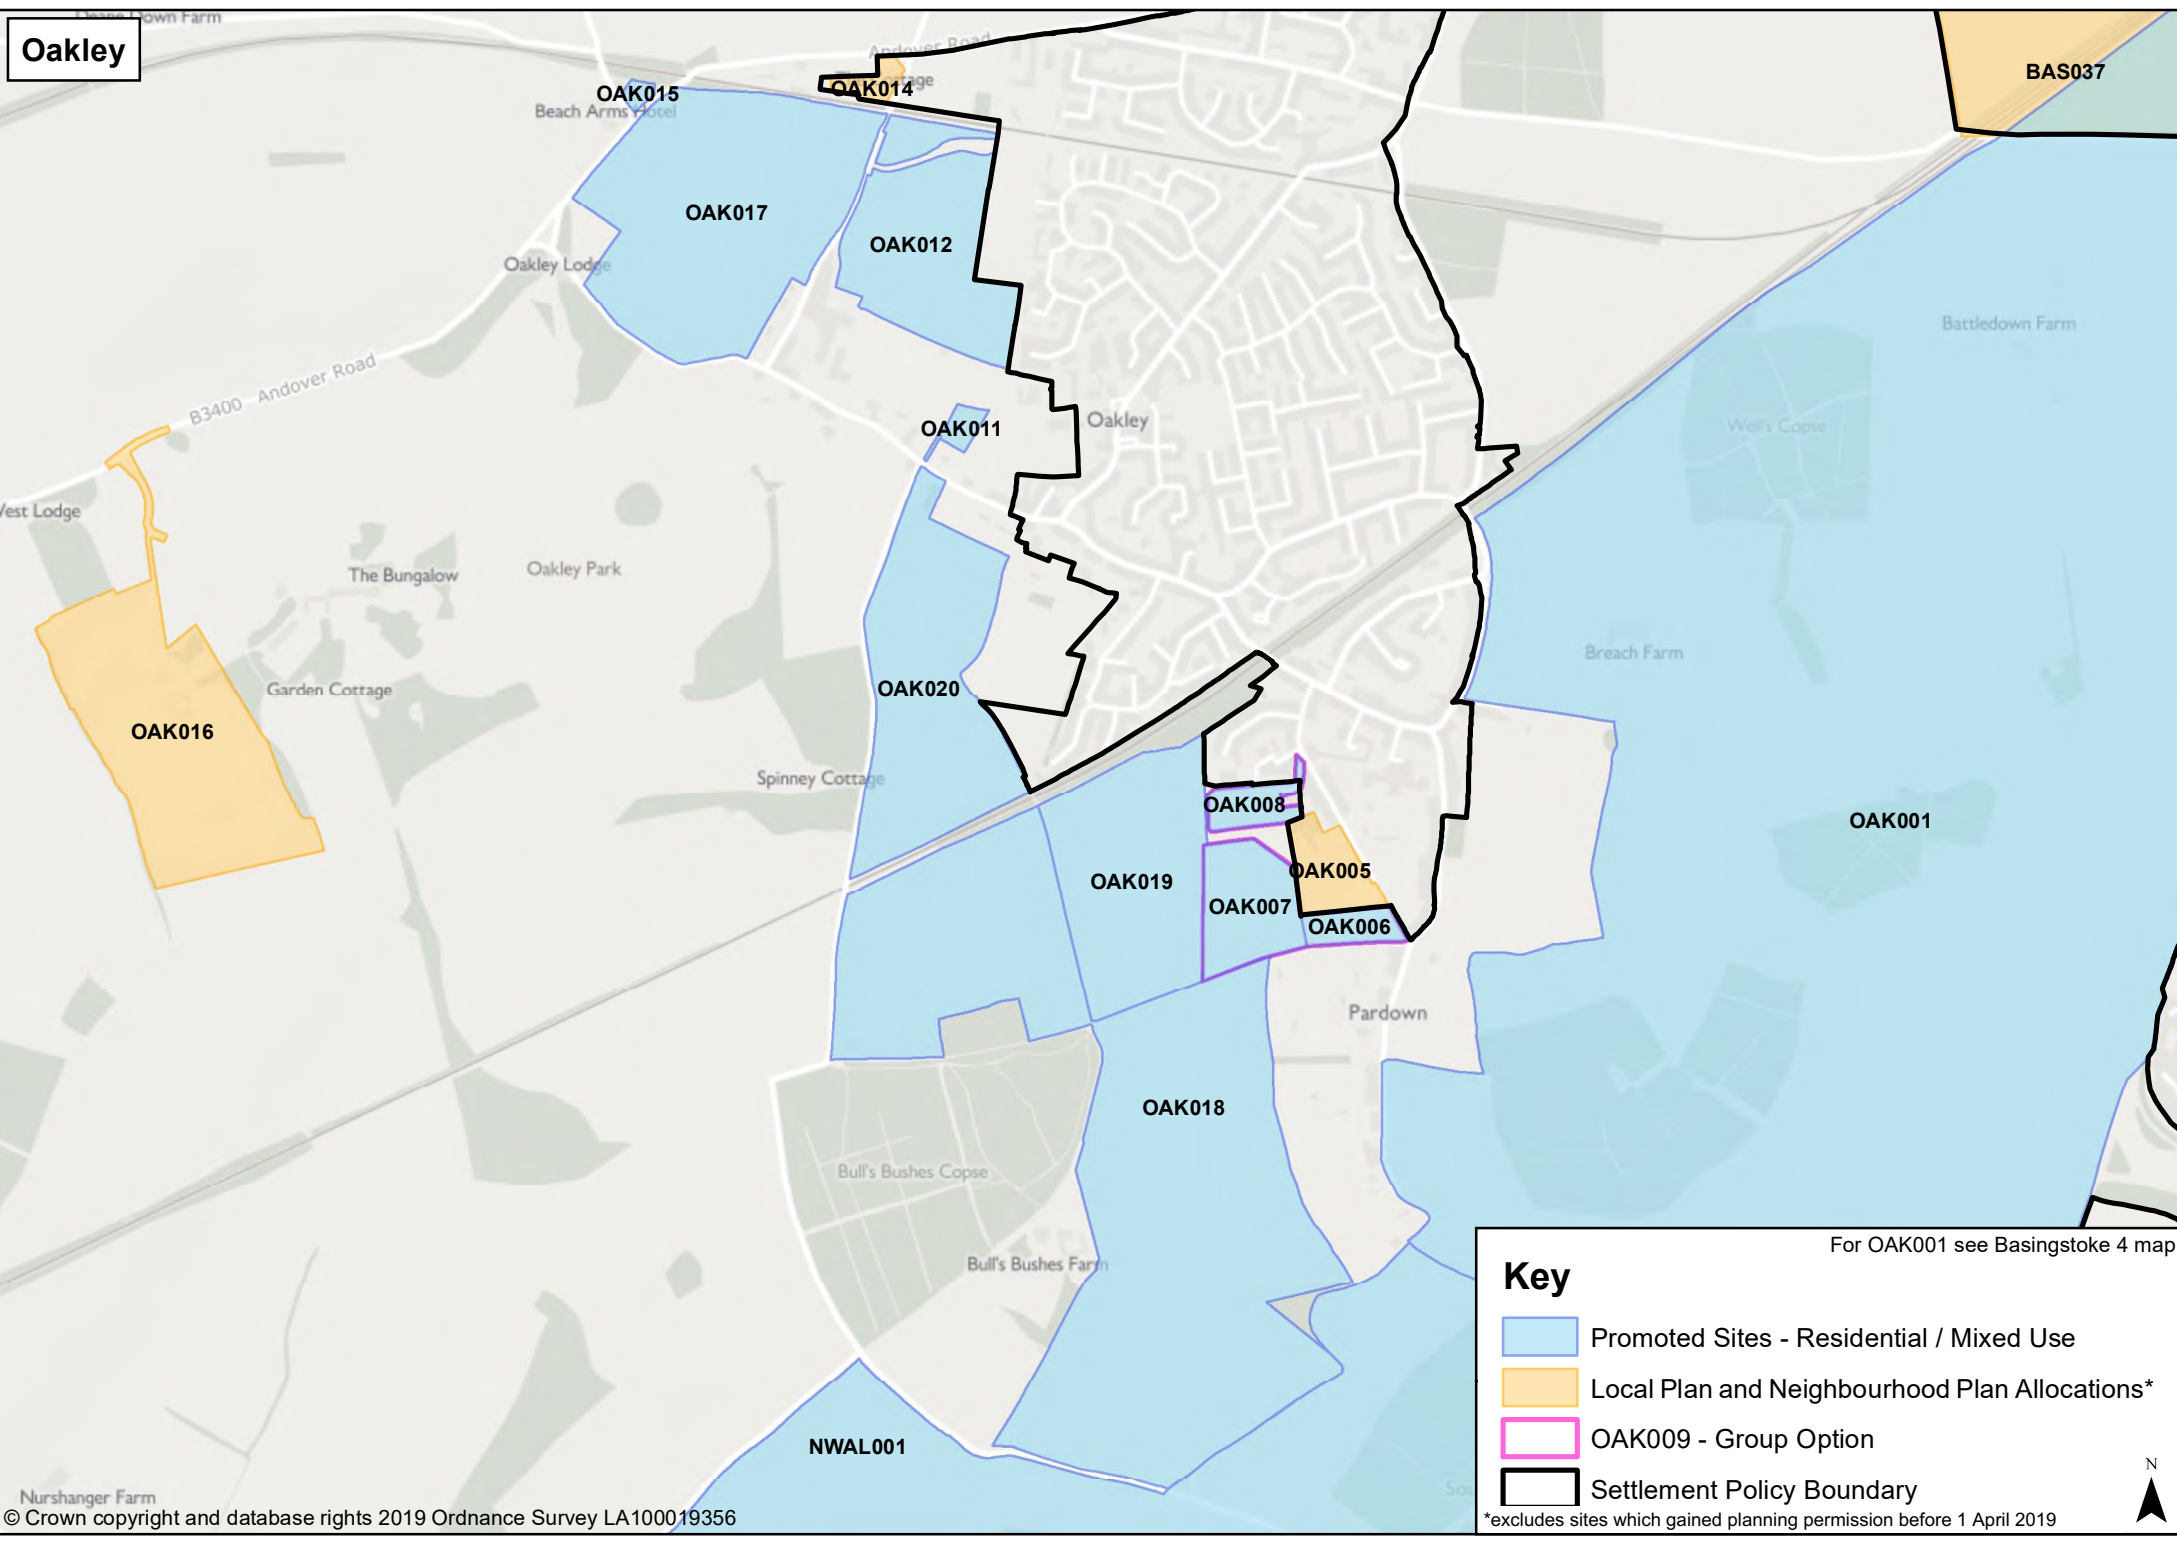 Deane Down Farm
Oakley
Andover Road
BAS037
OAK015
OAK014
Beach Arms Hotel
OAK017
OAK012
Oakley Lodge
Battledown Farm
B3400 Andover Road
OAK011
Oakley
Well's Copse
West Lodge
The Bungalow
Oakley Park
Breach Farm
Garden Cottage
OAK020
OAK016
Spinney Cottage
OAK008
OAK001
OAK005
OAK019
OAK007
OAK006
Pardown
OAK018
Bull's Bushes Copse
Bull's Bushes Farm
For OAK001 see Basingstoke 4 map
Key
Promoted Sites - Residential / Mixed Use
Local Plan and Neighbourhood Plan Allocations*
OAK009 - Group Option
Settlement Policy Boundary
*excludes sites which gained planning permission before 1 April 2019
N
NWAL001
Nurshanger Farm
© Crown copyright and database rights 2019 Ordnance Survey LA100019356